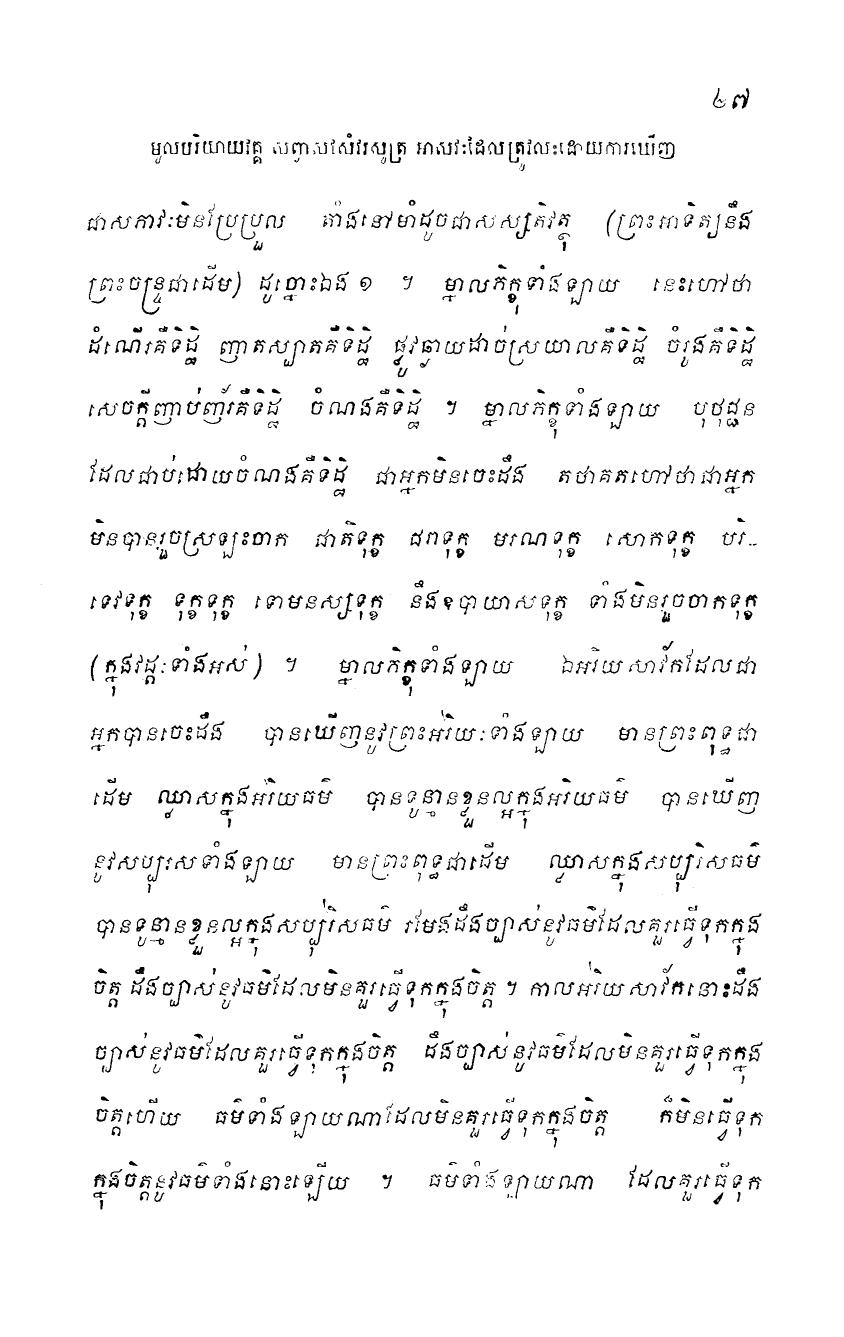 ២៧
មូលបរិយាយវគ្គ សព្វាសវសំវរសូត្រ អាសវៈដែលត្រូវលះដោយការឃើញ
ជាសភាវៈមិនប្រែប្រួល តាំងនៅមាំដូចជាសស្សតិវត្ថុ (ព្រះអាទិត្យនឹង
ព្រះចន្ទ្រជាដើម) ដូច្នោះឯង ១ ។ ម្នាលភិក្ខុទាំងឡាយ នេះហៅថា
ដំណើរគឺទិដ្ឋិ ញាតស្បាតគឺទិដ្ឋិ ផ្លូវឆ្ងាយដាច់ស្រយាលគឺទិដ្ឋិ ចំរូងគឺទិដ្ឋិ
សេចក្តីញាប់ញ័រគឺទិដ្ឋិ ចំណងគឺទិដ្ឋិ ។ ម្នាលភិក្ខុទាំងឡាយ បុថុជ្ជន
ដែលជាប់ដោយចំណងគឺទិដ្ឋិ ជាអ្នកមិនចេះដឹង តថាគតហៅថាជាអ្នក
មិនបានរួចស្រឡះចាក ជាតិទុក្ខ ជរាទុក្ខ មរណទុក្ខ សោកទុក្ខ បរិ-
ទេវទុក្ខ ទុក្ខទុក្ខ ទោមនស្សទុក្ខ នឹងឧបាយាសទុក្ខ ទាំងមិនរួចចាកទុក្ខ
(ក្នុងវដ្តៈទាំងអស់) ។ ម្នាលភិក្ខុទាំងឡាយ ឯអរិយសាវ័កដែលជា
អ្នកបានចេះដឹង បានឃើញនូវព្រះអរិយៈទាំងឡាយ មានព្រះពុទ្ធជា
ដើម ឈ្លាសក្នុងអរិយធម៌ បានទូន្មានខ្លួនល្អក្នុងអរិយធម៌ បានឃើញ
នូវសប្បុរសទាំងឡាយ មានព្រះពុទ្ធជាដើម ឈ្លាសក្នុងសប្បុរិសធម៌
បានទូន្មានខ្លួនល្អក្នុងសប្បុរិសធម៌ រមែងដឹងច្បាស់នូវធម៌ដែលគួរធ្វើទុកក្នុង
ចិត្ត ដឹងច្បាស់នូវធម៌ដែលមិនគួរធ្វើទុកក្នុងចិត្ត ។ កាលអរិយសាវ័កនោះដឹង
ច្បាស់នូវធម៌ដែលគួរធ្វើទុកក្នុងចិត្ត ដឹងច្បាស់នូវធម៌ដែលមិនគួរធ្វើទុកក្នុង
ចិត្តហើយ ធម៌ទាំងឡាយណាដែលមិនគួរធ្វើទុកក្នុងចិត្ត ក៏មិនធ្វើទុក
ក្នុងចិត្តនូវធម៌ទាំងនោះឡើយ ។ ធម៌ទាំងឡាយណា ដែលគួរធ្វើទុក